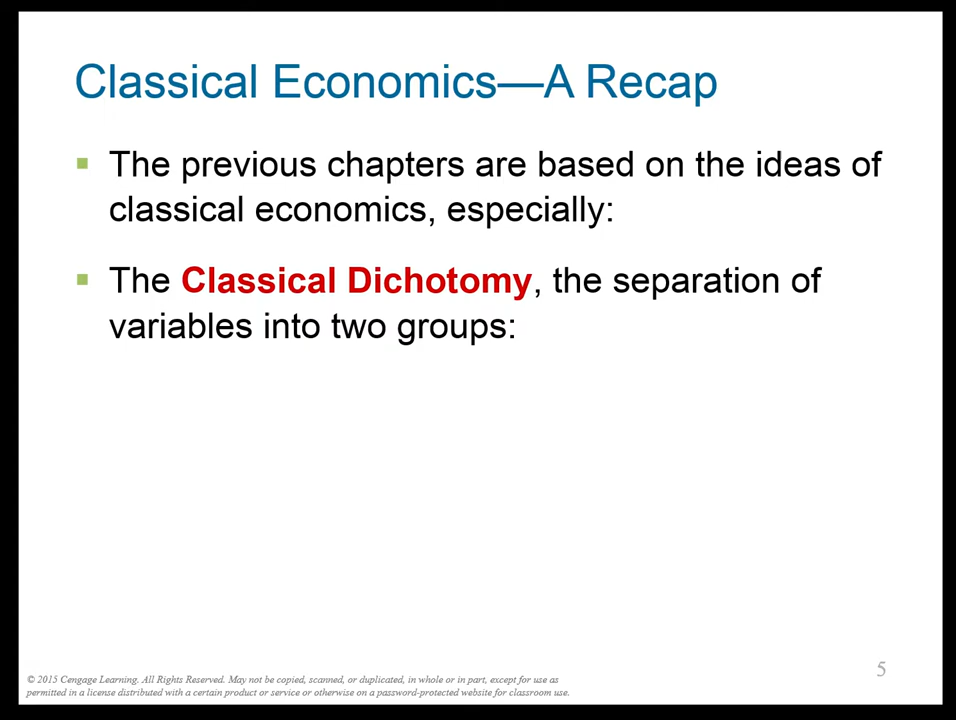 Classical Economics—A Recap
The previous chapters are based on the ideas of
classical economics, especially:
The Classical Dichotomy, the separation of
variables into two groups:
© 2015 Cengage Learning. All Rights Reserved. May not be copied, scanned, or duplicated, in whole or in part, except for use as
permitted in a license distributed with a certain product or service or otherwise on a password-protected website for classroom use.
5